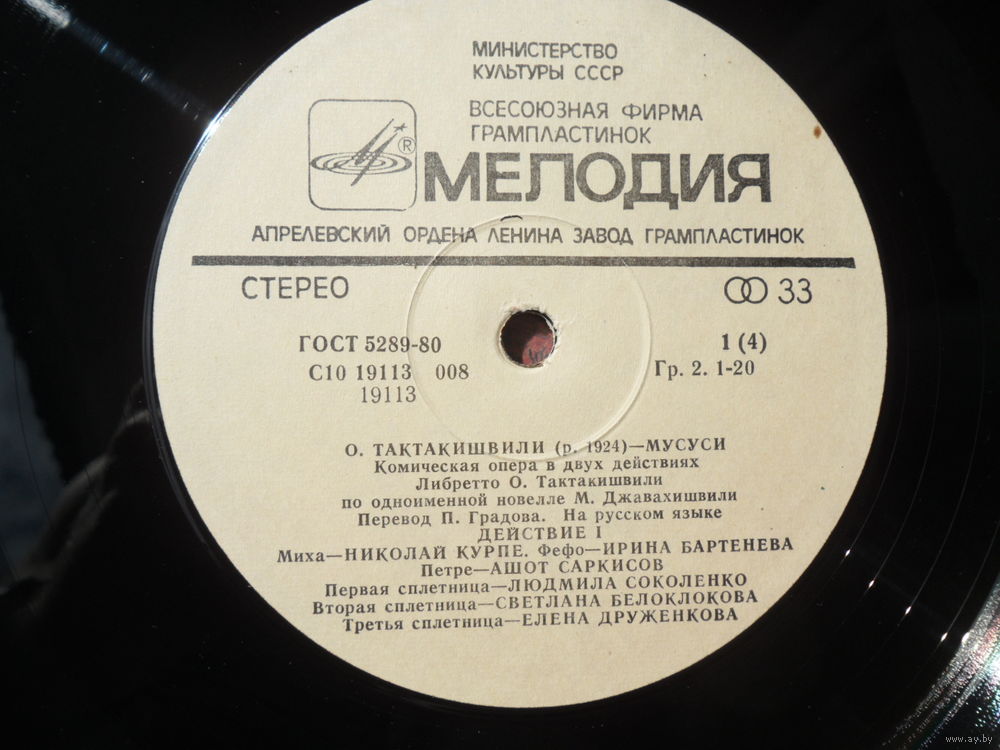 МИНИСТЕРСТВО
КУЛЬТУРЫ СССР
ВСЕСОЮЗНАЯ ФИРМА
ГРАМПЛАСТИНОК
®
МЕЛОДИЯ
АПРЕЛЕВСКИЙ ОРДЕНА ЛЕНИНА ЗАВОД ГРАМПЛАСТИНОК
СТЕРЕО 33
ГОСТ 5289-80 1 (4)
С10 19113 008 Гр. 2. 1-20
19113
О. ТАКТАКИШВИЛИ (р. 1924)—МУСУСИ
Комическая опера в двух действиях
Либретто О. Тактакишвили
по одноименной новелле М. Джавахишвили
Перевод П. Градова. На русском языке
ДЕЙСТВИЕ I
Миха—НИКОЛАЙ КУРПЕ. Фефо—ИРИНА БАРТЕНЕВА
Петре—АШОТ САРКИСОВ
Первая сплетница—ЛЮДМИЛА СОКОЛЕНКО
Вторая сплетница—СВЕТЛАНА БЕЛОКЛОКОВА
Третья сплетница—ЕЛЕНА ДРУЖЕНКОВА
www.ay.by